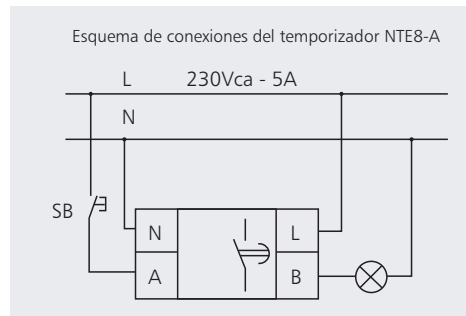 Esquema de conexiones del temporizador NTE8-A
L 230Vca - 5A
N
SB
N L
A B